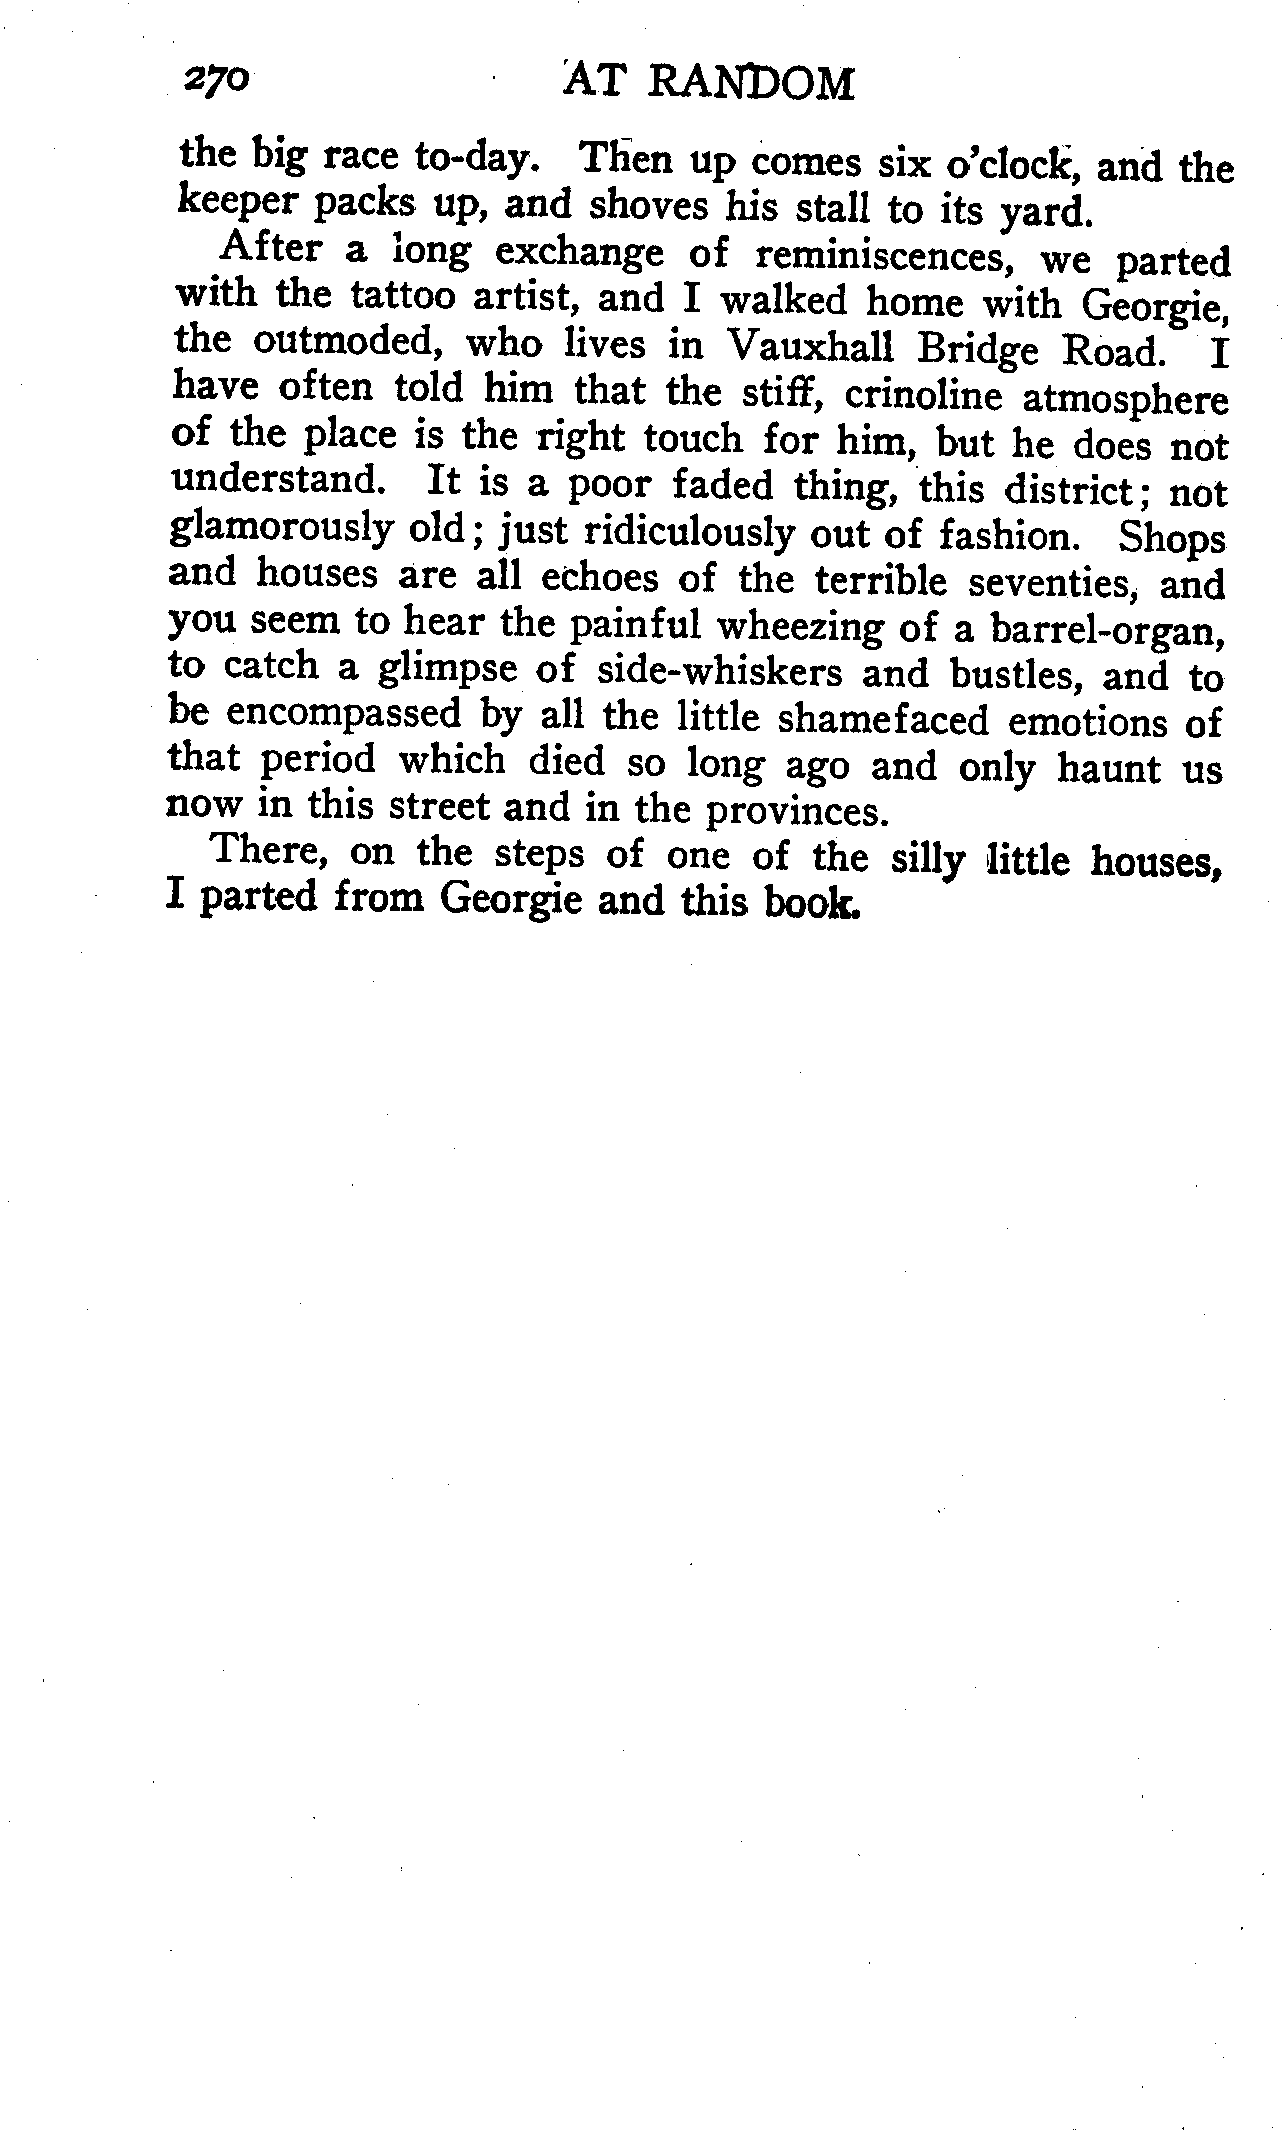 270 AT RANDOM
the big race to-day. Then up comes six o'clock, and the
keeper packs up, and shoves his stall to its yard.
After a long exchange of reminiscences, we parted
with the tattoo artist, and I walked home with Georgie,
the outmoded, who lives in Vauxhall Bridge Road. I
have often told him that the stiff, crinoline atmosphere
of the place is the right touch for him, but he does not
understand. It is a poor faded thing, this district; not
glamorously old; just ridiculously out of fashion. Shops
and houses are all echoes of the terrible seventies, and
you seem to hear the painful wheezing of a barrel-organ,
to catch a glimpse of side-whiskers and bustles, and to
be encompassed by all the little shamefaced emotions of
that period which died so long ago and only haunt us
now in this street and in the provinces.
There, on the steps of one of the silly little houses,
I parted from Georgie and this book.